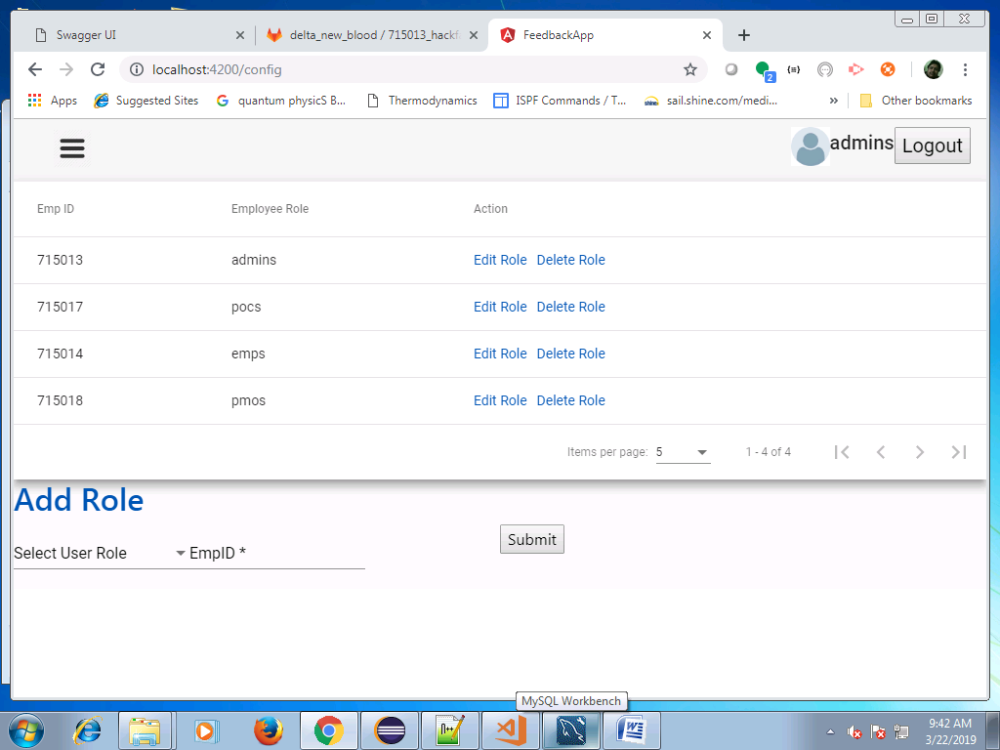 Swagger UI
delta_new_blood / 715013_hackf
FeedbackApp
localhost:4200/config
2
Apps
Suggested Sites
quantum physicS B...
Thermodynamics
ISPF Commands / T...
shine
sail.shine.com/medi...
»
Other bookmarks
admins
Logout
Emp ID Employee Role Action
715013 admins Edit Role Delete Role
715017 pocs Edit Role Delete Role
715014 emps Edit Role Delete Role
715018 pmos Edit Role Delete Role
Items per page: 5 1 - 4 of 4
Add Role
Submit
Select User Role EmpID *
MySQL Workbench
9:42 AM
3/22/2019